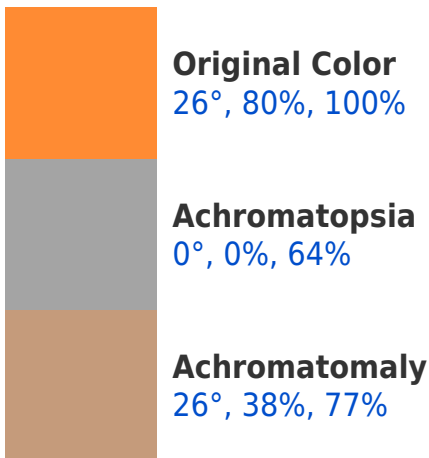 Original Color
26°, 80%, 100%
Achromatopsia
0°, 0%, 64%
Achromatomaly
26°, 38%, 77%